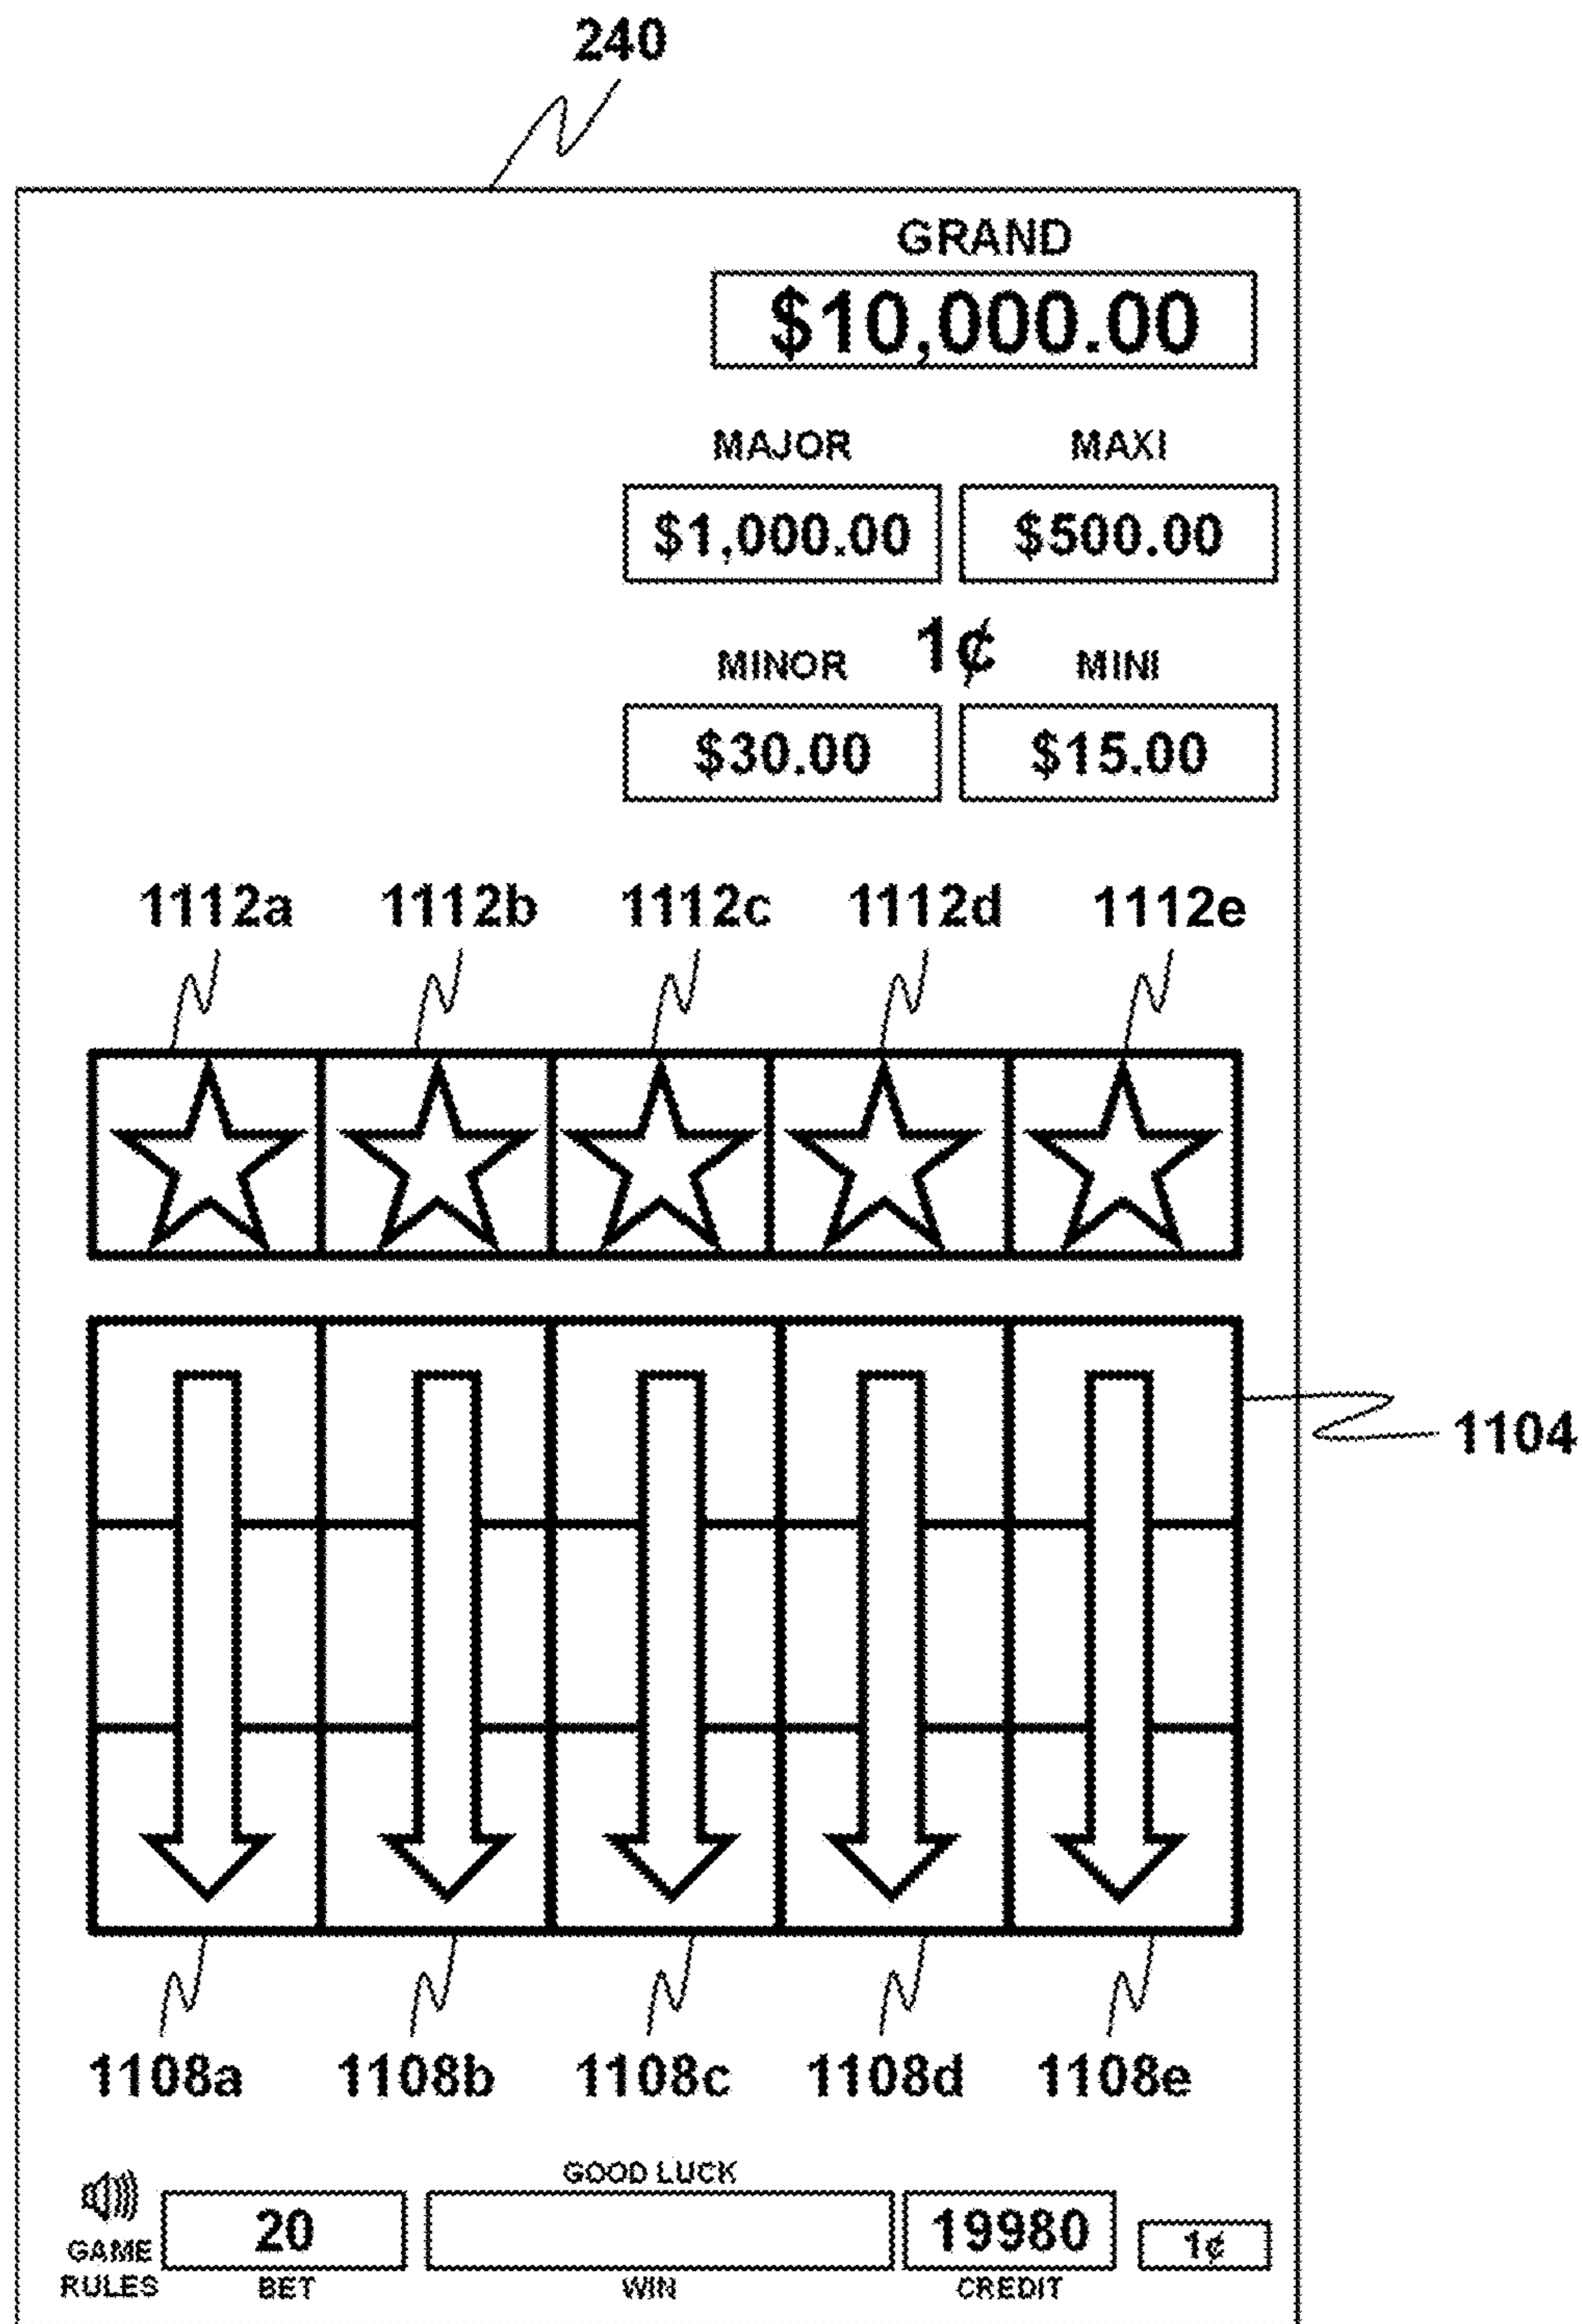 240
GRAND
$10,000.00
MAJOR MAXI
$1,000.00 $500.00
1¢
MINOR MINI
$30.00 $15.00
1112a 1112b 1112c 1112d 1112e
1104
1108a 1108b 1108c 1108d 1108e
GOOD LUCK
20 19980 1¢
GAME
RULES BET WIN CREDIT